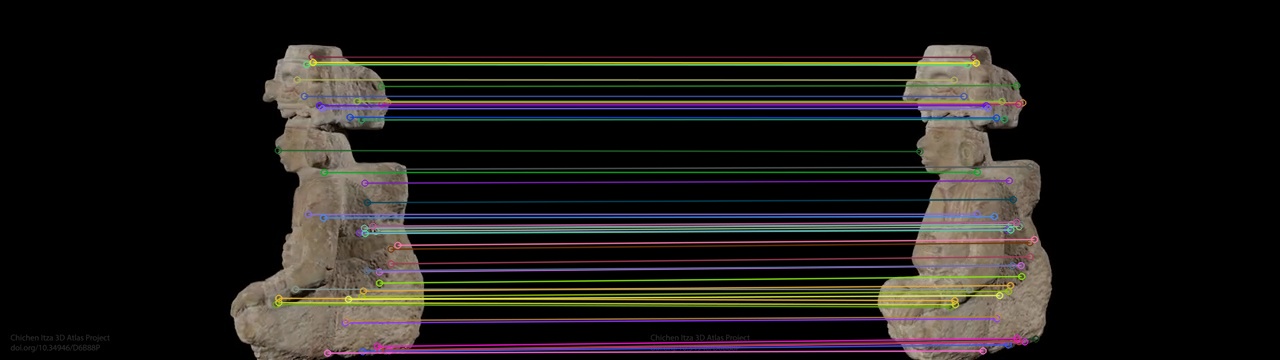 Chichen Itza 3D Atlas Project
doi.org/10.34946/D6888P
Chichen Itza 3D Atlas Project